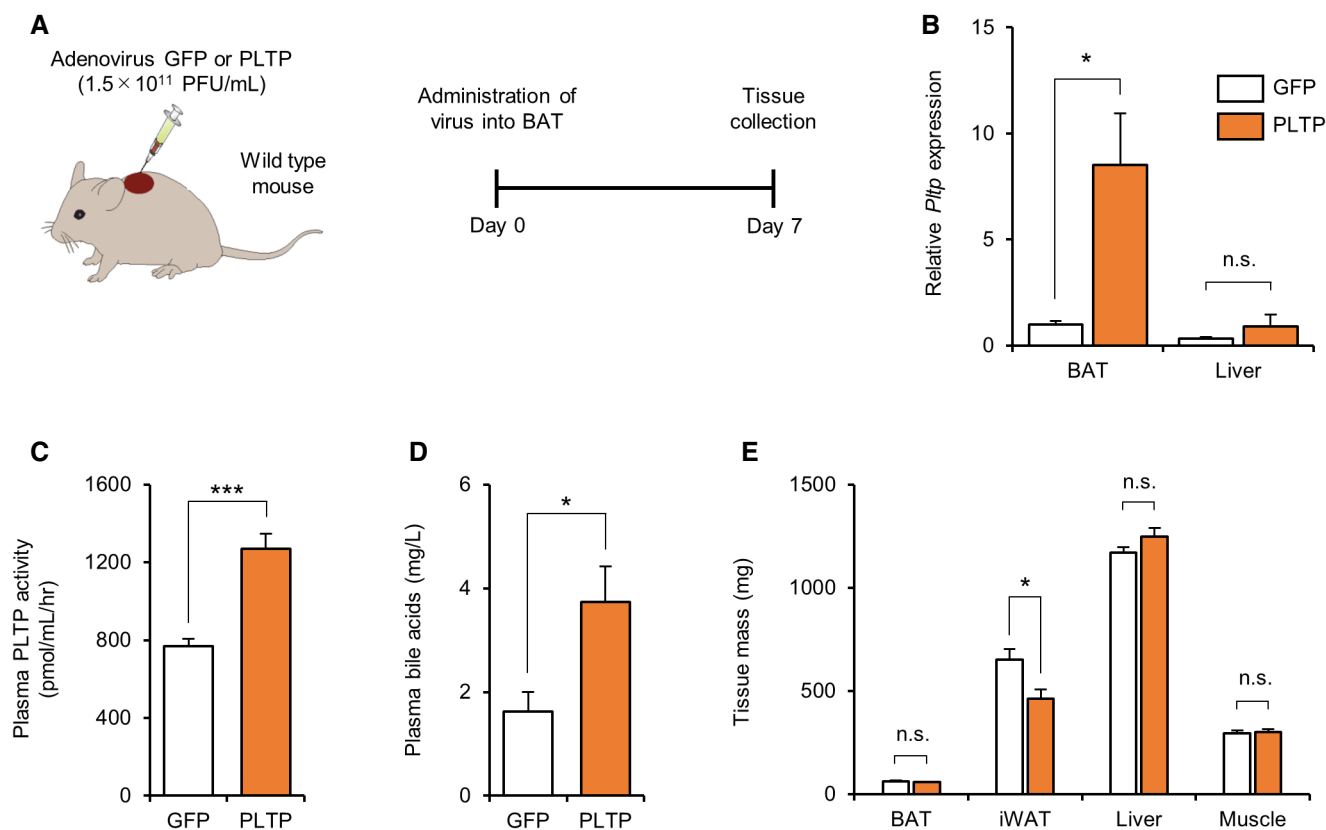 A
Adenovirus GFP or PLTP
(1.5×10¹¹ PFU/mL)
Wild type
mouse
Administration of
virus into BAT
Tissue
collection
Day 0
Day 7
B
Relative Pltp expression
15
10
5
0
*
n.s.
GFP
PLTP
BAT
Liver
C
Plasma PLTP activity
(pmol/mL/hr)
1600
1200
800
400
0
***
GFP
PLTP
D
Plasma bile acids (mg/L)
6
4
2
0
*
GFP
PLTP
E
Tissue mass (mg)
1500
1000
500
0
n.s.
*
n.s.
n.s.
BAT
iWAT
Liver
Muscle